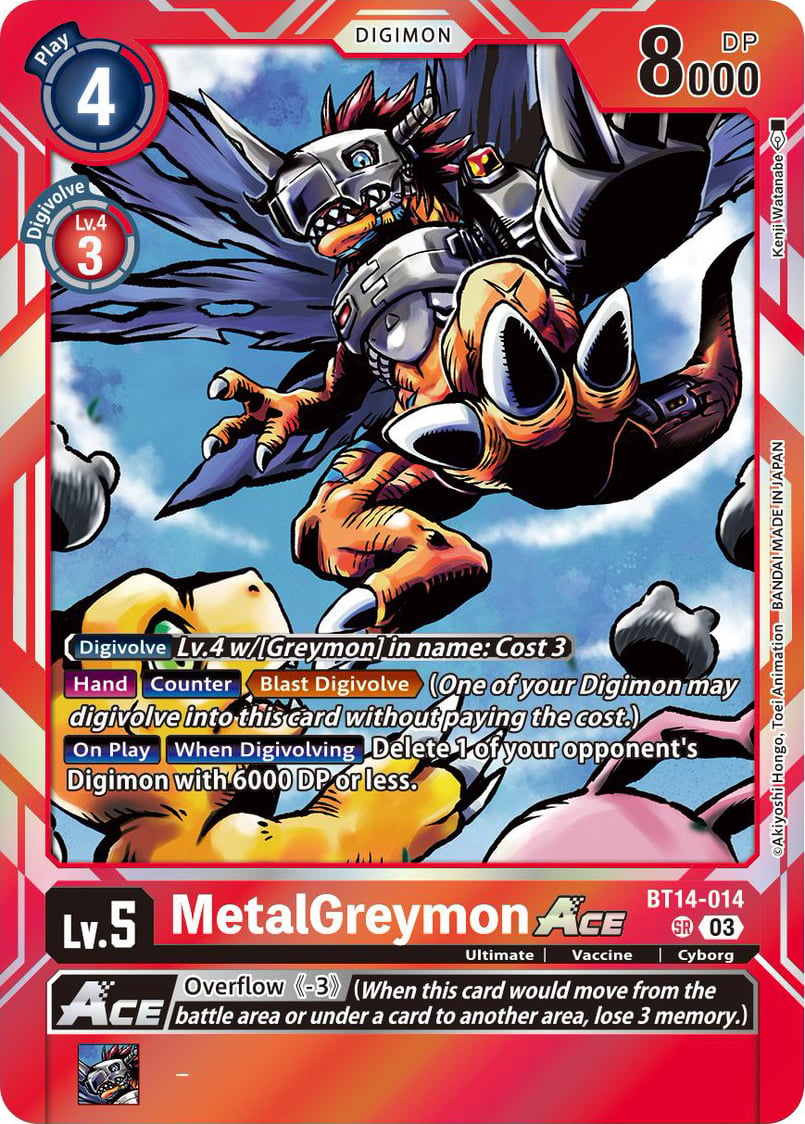 Play
4
DIGIMON
DP
8000
Digivolve
Lv.4
3
Kenji Watanabe
Digivolve Lv.4 w/[Greymon] in name: Cost 3
Hand Counter Blast Digivolve (One of your Digimon may
digivolve into this card without paying the cost.)
On Play When Digivolving Delete 1 of your opponent's
Digimon with 6000 DP or less.
©Akiyoshi Hongo, Toei Animation BANDAI MADE IN JAPAN
Lv.5
MetalGreymon ACE
BT14-014
SR 03
Ultimate | Vaccine | Cyborg
ACE
Overflow 《-3》 (When this card would move from the
battle area or under a card to another area, lose 3 memory.)
–